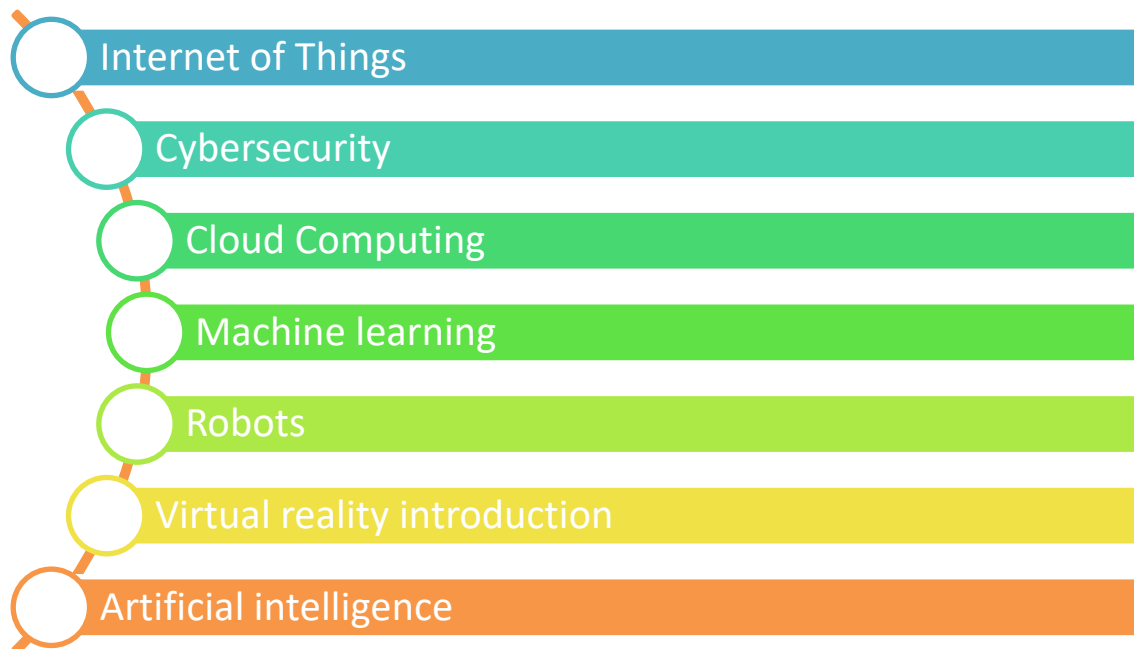 Internet of Things
Cybersecurity
Cloud Computing
Machine learning
Robots
Virtual reality introduction
Artificial intelligence